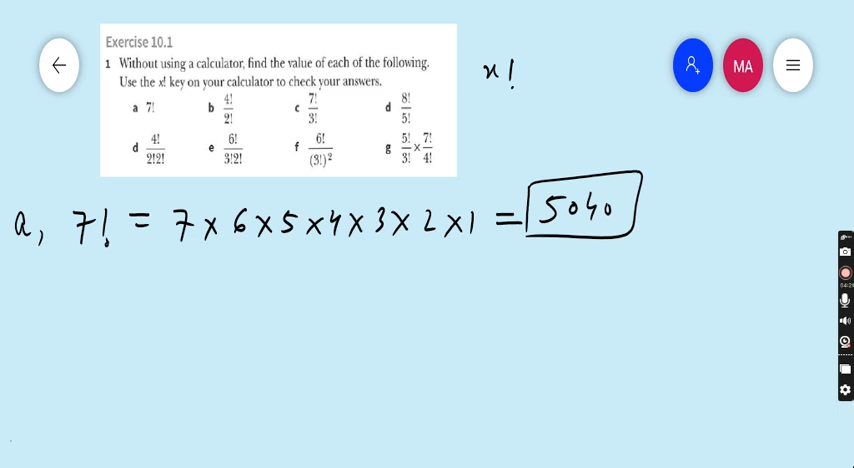 Exercise 10.1
1 Without using a calculator, find the value of each of the following.
Use the x! key on your calculator to check your answers.
a 7! b 4!/2! c 7!/3! d 8!/5!
d 4!/2!2! e 6!/3!2! f 6!/(3!)² g 5!/3! × 7!/4!
x!
MA
a, 7! = 7 × 6 × 5 × 4 × 3 × 2 × 1 = 5040